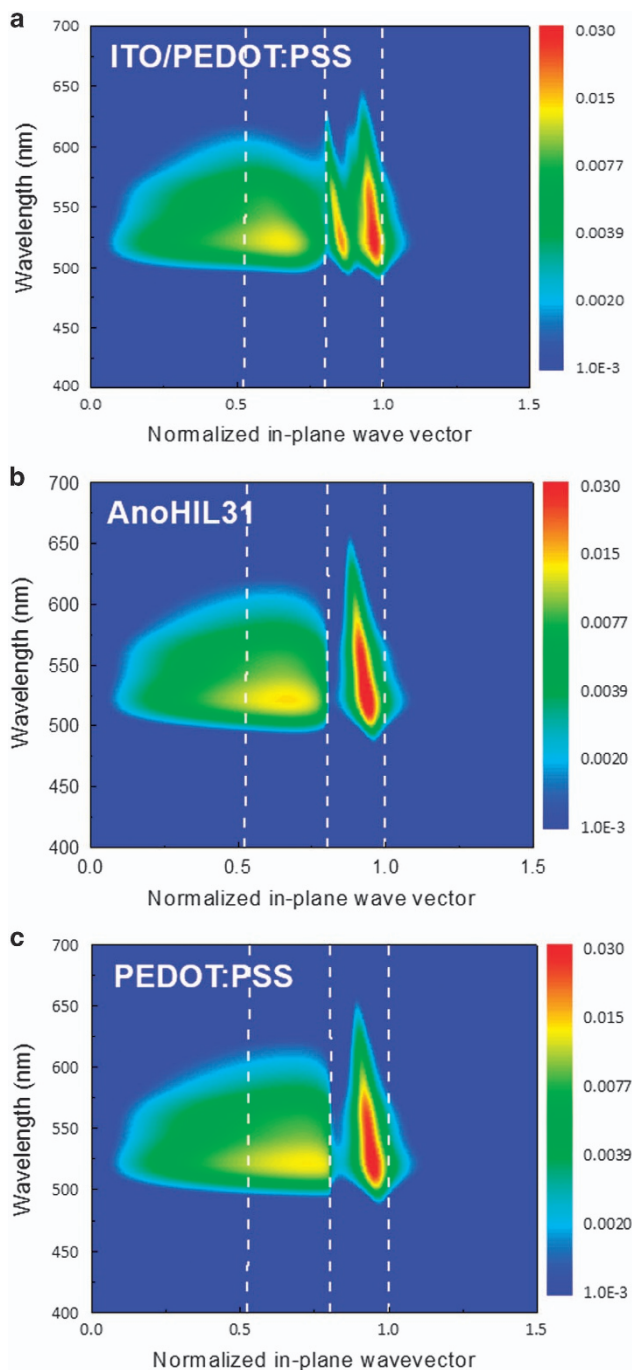 a
700
ITO/PEDOT:PSS
650
600
550
500
450
400
Wavelength (nm)
0.0 0.5 1.0 1.5
Normalized in-plane wave vector
0.030
0.015
0.0077
0.0039
0.0020
1.0E-3
b
700
AnoHIL31
650
600
550
500
450
400
Wavelength (nm)
0.0 0.5 1.0 1.5
Normalized in-plane wave vector
0.030
0.015
0.0077
0.0039
0.0020
1.0E-3
c
700
PEDOT:PSS
650
600
550
500
450
400
Wavelength (nm)
0.0 0.5 1.0 1.5
Normalized in-plane wavevector
0.030
0.015
0.0077
0.0039
0.0020
1.0E-3